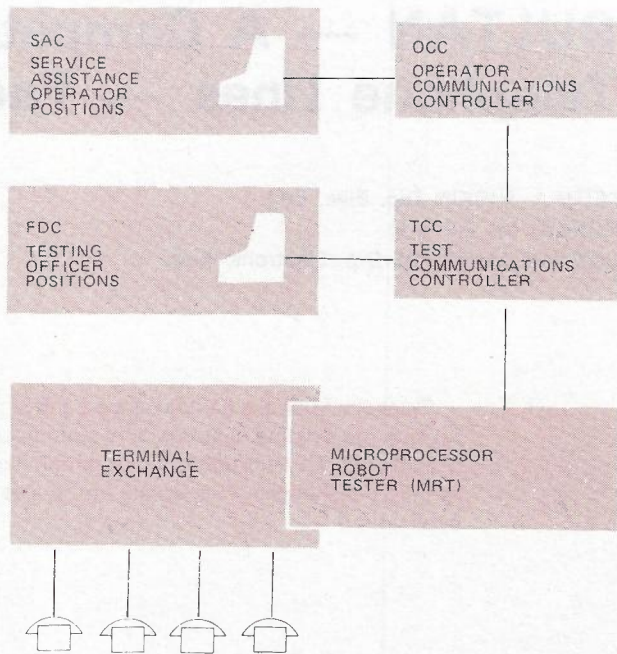 SAC
SERVICE
ASSISTANCE
OPERATOR
POSITIONS
OCC
OPERATOR
COMMUNICATIONS
CONTROLLER
FDC
TESTING
OFFICER
POSITIONS
TCC
TEST
COMMUNICATIONS
CONTROLLER
TERMINAL
EXCHANGE
MICROPROCESSOR
ROBOT
TESTER (MRT)